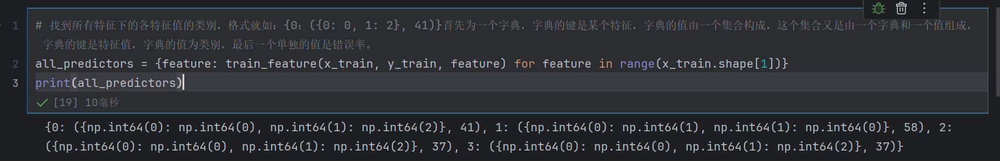 1 # 找到所有特征下的各特征值的类别，格式就如：{0：({0: 0, 1: 2}, 41)}首先为一个字典，字典的键是某个特征，字典的值由一个集合构成，这个集合又是由一个字典和一个值组成，
字典的键是特征值，字典的值为类别，最后一个单独的值是错误率。
2 all_predictors = {feature: train_feature(x_train, y_train, feature) for feature in range(x_train.shape[1])}
3 print(all_predictors)
[19] 10毫秒
{0: ({np.int64(0): np.int64(0), np.int64(1): np.int64(2)}, 41), 1: ({np.int64(0): np.int64(1), np.int64(1): np.int64(0)}, 58), 2:
({np.int64(0): np.int64(0), np.int64(1): np.int64(2)}, 37), 3: ({np.int64(0): np.int64(0), np.int64(1): np.int64(2)}, 37)}